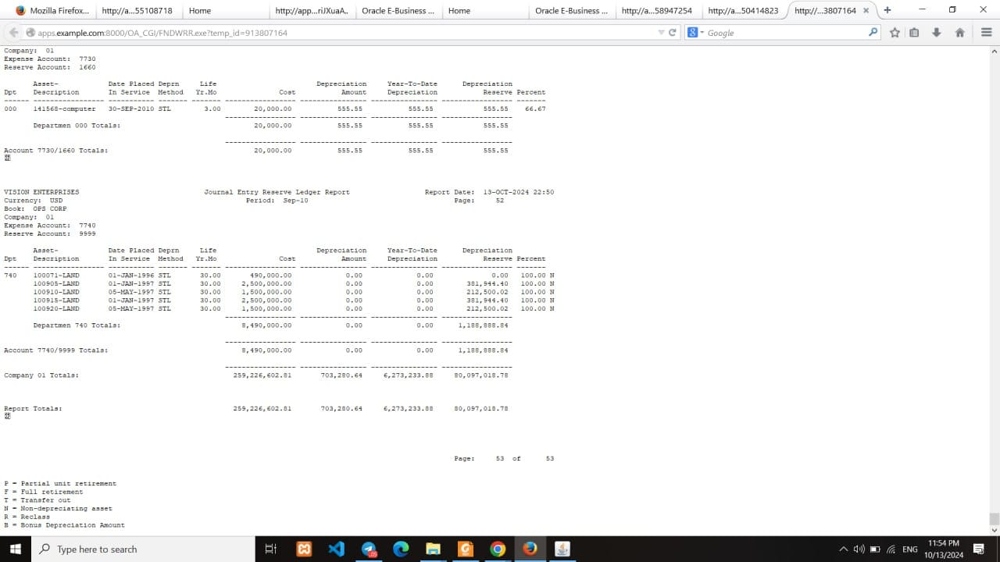 Mozilla Firefox... http://a...55108718 Home http://app...riJXuaA.. Oracle E-Business ... Home Oracle E-Business ... http://a...58947254 http://a...50414823 http://...3807164
apps.example.com:8000/OA_CGI/FNDWRR.exe?temp_id=913807164 Google
Company: 01
Expense Account: 7730
Reserve Account: 1660
Asset- Date Placed Deprn Life Depreciation Year-To-Date Depreciation
Dpt Description In Service Method Yr.Mo Cost Amount Depreciation Reserve Percent
000 141568-computer 30-SEP-2010 STL 3.00 20,000.00 555.55 555.55 555.55 66.67
Departmen 000 Totals: 20,000.00 555.55 555.55 555.55
Account 7730/1660 Totals: 20,000.00 555.55 555.55 555.55
VISION ENTERPRISES Journal Entry Reserve Ledger Report Report Date: 13-OCT-2024 22:50
Currency: USD Period: Sep-10 Page: 52
Book: OPS CORP
Company: 01
Expense Account: 7740
Reserve Account: 9999
Asset- Date Placed Deprn Life Depreciation Year-To-Date Depreciation
Dpt Description In Service Method Yr.Mo Cost Amount Depreciation Reserve Percent
740 100071-LAND 01-JAN-1996 STL 30.00 490,000.00 0.00 0.00 0.00 100.00 N
100905-LAND 01-JAN-1997 STL 30.00 2,500,000.00 0.00 0.00 381,944.40 100.00 N
100910-LAND 05-MAY-1997 STL 30.00 1,500,000.00 0.00 0.00 212,500.02 100.00 N
100915-LAND 01-JAN-1997 STL 30.00 2,500,000.00 0.00 0.00 381,944.40 100.00 N
100920-LAND 05-MAY-1997 STL 30.00 1,500,000.00 0.00 0.00 212,500.02 100.00 N
Departmen 740 Totals: 8,490,000.00 0.00 0.00 1,188,888.84
Account 7740/9999 Totals: 8,490,000.00 0.00 0.00 1,188,888.84
Company 01 Totals: 259,226,602.81 703,280.64 6,273,233.88 80,097,018.78
Report Totals: 259,226,602.81 703,280.64 6,273,233.88 80,097,018.78
Page: 53 of 53
P = Partial unit retirement
F = Full retirement
T = Transfer out
N = Non-depreciating asset
R = Reclass
B = Bonus Depreciation Amount
Type here to search ENG 11:54 PM
10/13/2024